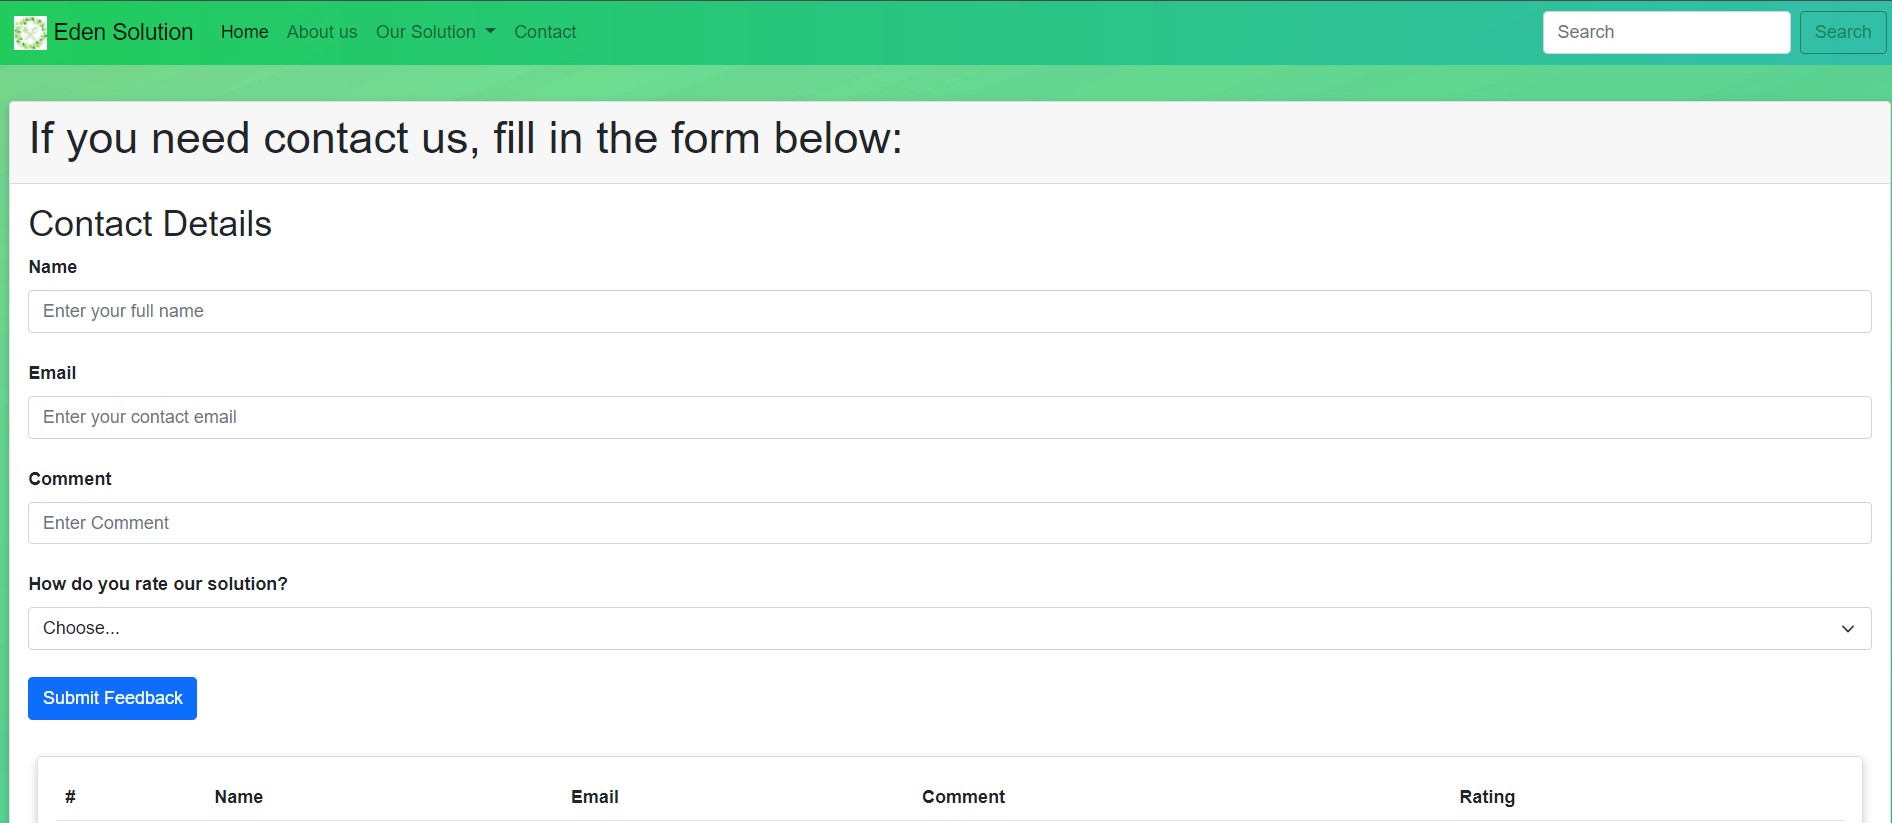 Eden Solution Home About us Our Solution Contact Search Search
If you need contact us, fill in the form below:
Contact Details
Name
Enter your full name
Email
Enter your contact email
Comment
Enter Comment
How do you rate our solution?
Choose...
Submit Feedback
# Name Email Comment Rating